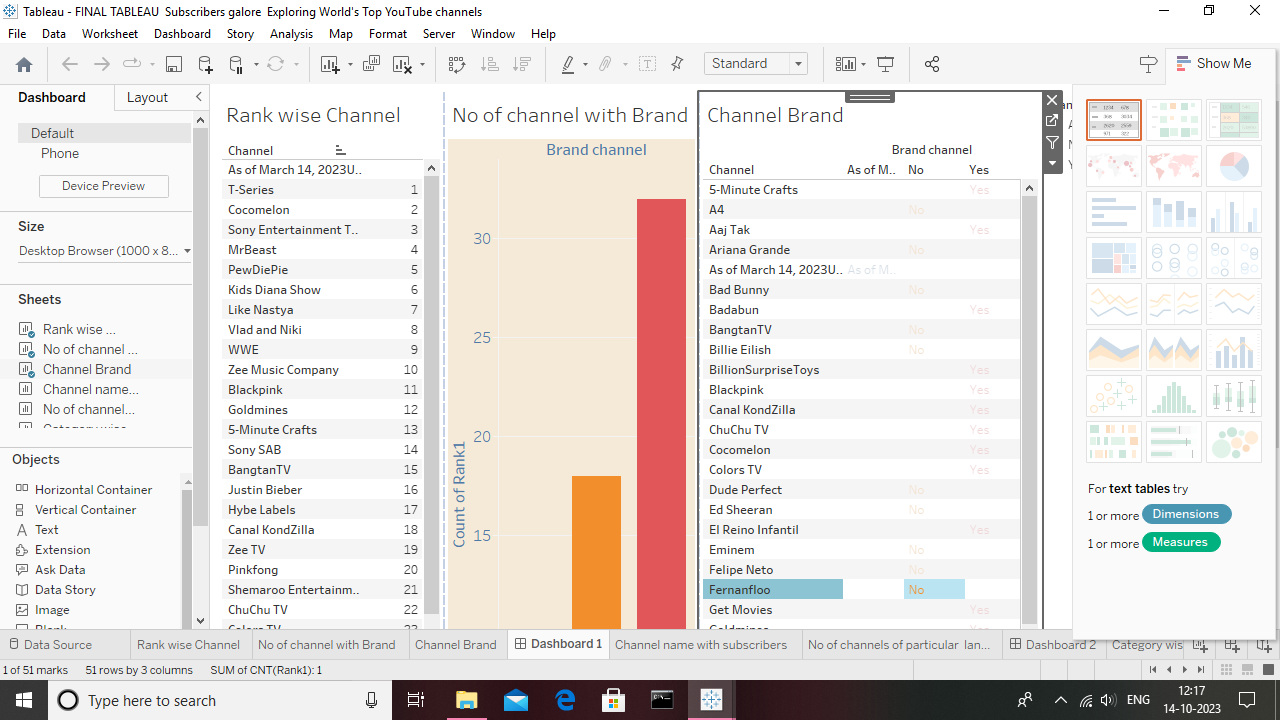 Tableau - FINAL TABLEAU  Subscribers galore  Exploring World's Top YouTube channels
File Data Worksheet Dashboard Story Analysis Map Format Server Window Help
Standard
Show Me
Dashboard Layout
Default
Phone
Device Preview
Size
Desktop Browser (1000 x 8...
Sheets
Rank wise ...
No of channel ...
Channel Brand
Channel name...
No of channel...
Objects
Horizontal Container
Vertical Container
Text
Extension
Ask Data
Data Story
Image
Rank wise Channel
Channel
As of March 14, 2023U..
T-Series 1
Cocomelon 2
Sony Entertainment T.. 3
MrBeast 4
PewDiePie 5
Kids Diana Show 6
Like Nastya 7
Vlad and Niki 8
WWE 9
Zee Music Company 10
Blackpink 11
Goldmines 12
5-Minute Crafts 13
Sony SAB 14
BangtanTV 15
Justin Bieber 16
Hybe Labels 17
Canal KondZilla 18
Zee TV 19
Pinkfong 20
Shemaroo Entertainm.. 21
ChuChu TV 22
No of channel with Brand
Brand channel
Count of Rank1
30
25
20
15
Channel Brand
Brand channel
Channel As of M.. No Yes
5-Minute Crafts Yes
A4 No
Aaj Tak Yes
Ariana Grande No
As of March 14, 2023U.. As of M..
Bad Bunny No
Badabun Yes
BangtanTV No
Billie Eilish No
BillionSurpriseToys Yes
Blackpink Yes
Canal KondZilla Yes
ChuChu TV Yes
Cocomelon Yes
Colors TV Yes
Dude Perfect No
Ed Sheeran No
El Reino Infantil Yes
Eminem No
Felipe Neto No
Fernanfloo No
Get Movies Yes
For text tables try
1 or more Dimensions
1 or more Measures
Data Source Rank wise Channel No of channel with Brand Channel Brand Dashboard 1 Channel name with subscribers No of channels of particular lan... Dashboard 2 Category wis
1 of 51 marks 51 rows by 3 columns SUM of CNT(Rank1): 1
Type here to search
ENG
12:17
14-10-2023